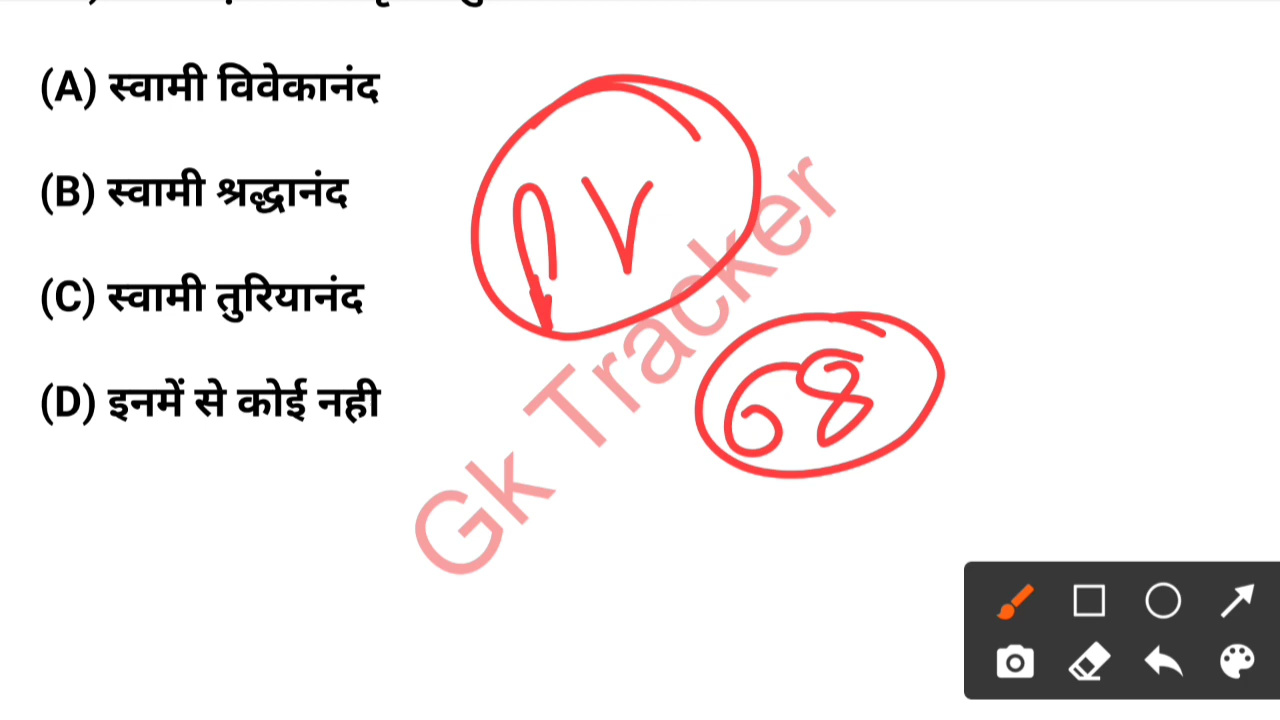 (A) स्वामी विवेकानंद
(B) स्वामी श्रद्धानंद
(C) स्वामी तुरियानंद
(D) इनमें से कोई नही
68
Gk Tracker